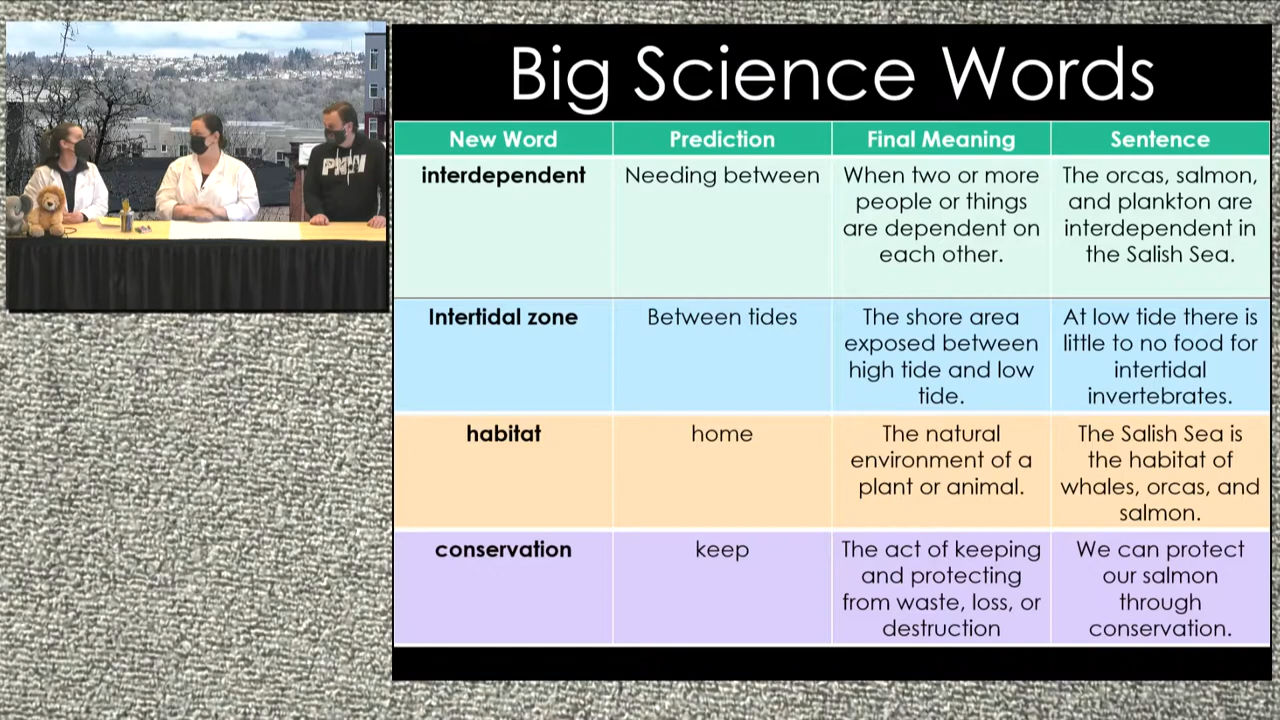 Big Science Words
New Word
Prediction
Final Meaning
Sentence
interdependent
Needing between
When two or more
people or things
are dependent on
each other.
The orcas, salmon,
and plankton are
interdependent in
the Salish Sea.
Intertidal zone
Between tides
The shore area
exposed between
high tide and low
tide.
At low tide there is
little to no food for
intertidal
invertebrates.
habitat
home
The natural
environment of a
plant or animal.
The Salish Sea is
the habitat of
whales, orcas, and
salmon.
conservation
keep
The act of keeping
and protecting
from waste, loss, or
destruction
We can protect
our salmon
through
conservation.
PNW